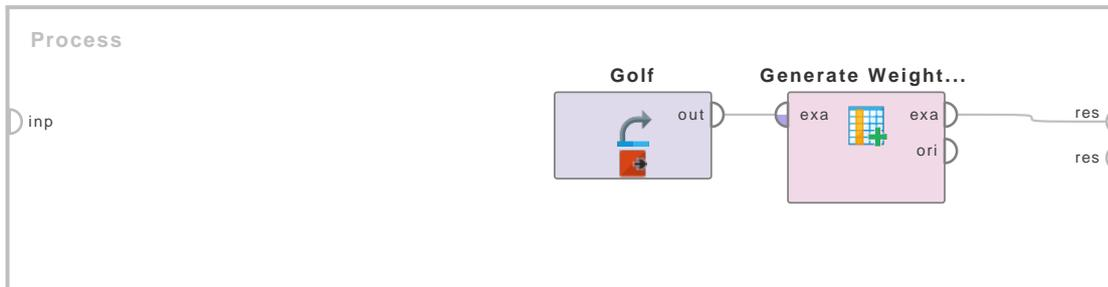 Process
Golf
Generate Weight...
inp
out
exa
exa
res
ori
res